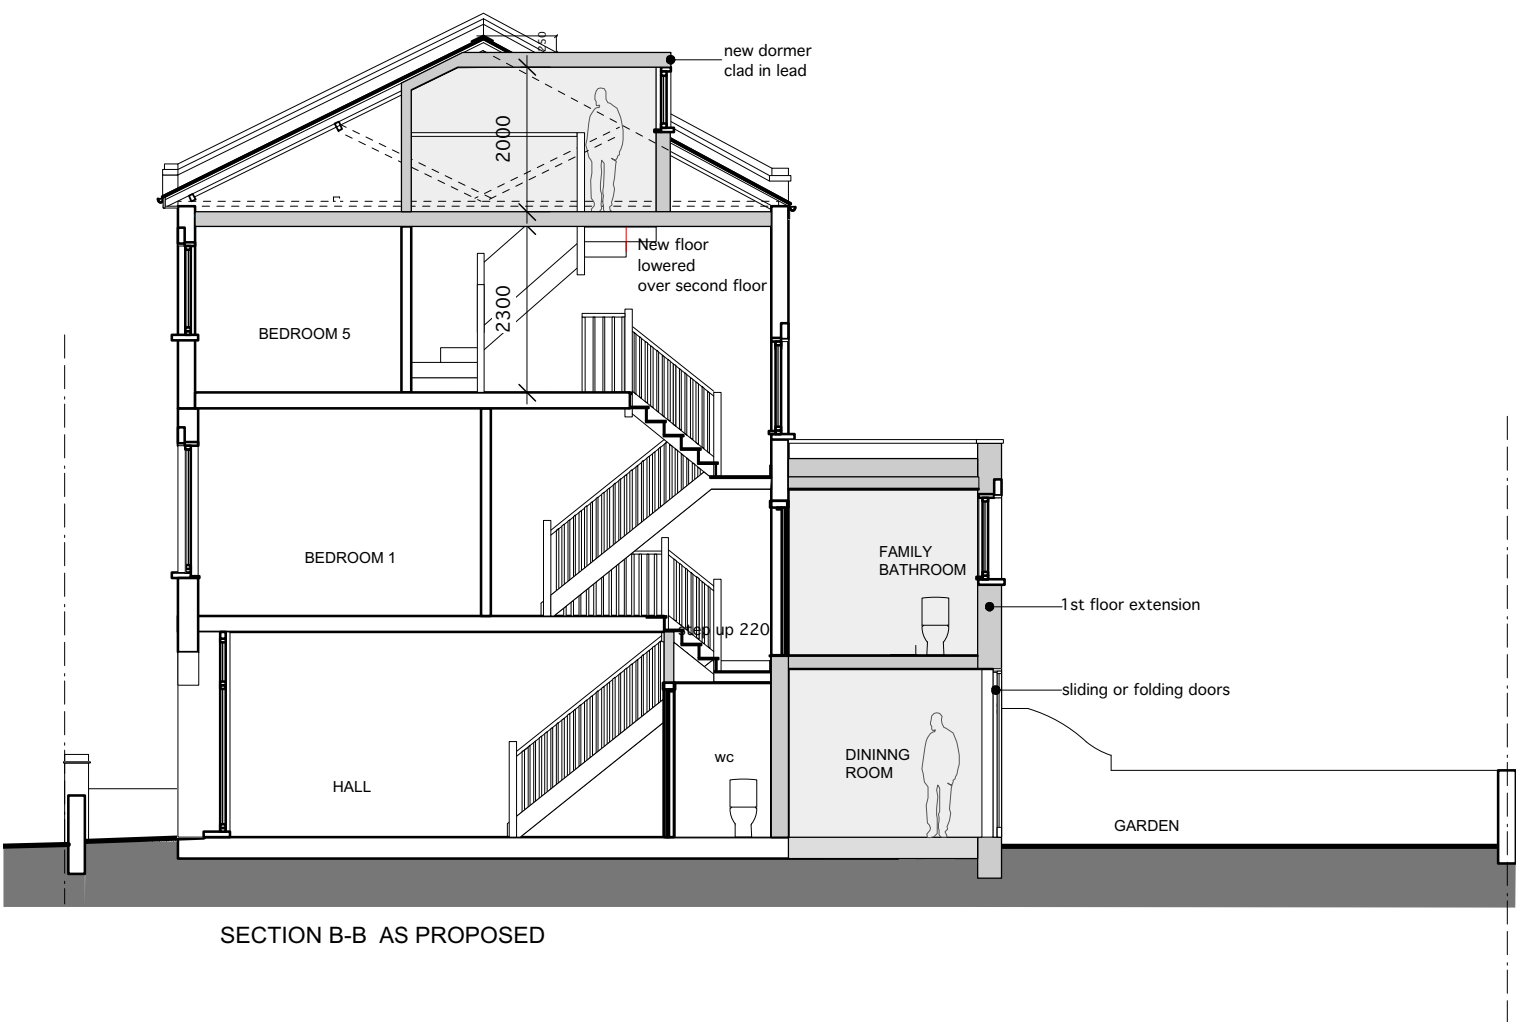 250
new dormer
clad in lead
2000
New floor
lowered
over second floor
2300
BEDROOM 5
BEDROOM 1
FAMILY
BATHROOM
1st floor extension
step up 220
sliding or folding doors
wc
DININNG
ROOM
HALL
GARDEN
SECTION B-B AS PROPOSED